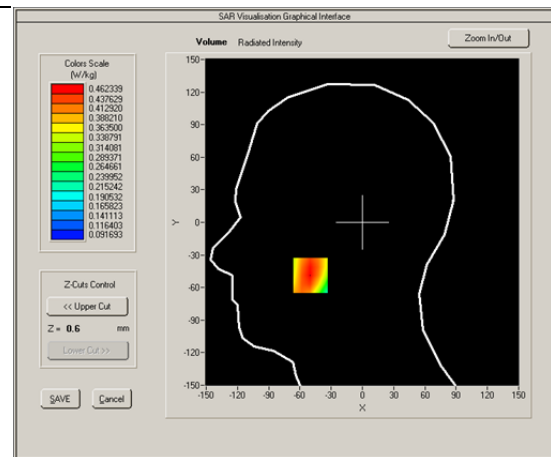 SAR Visualisation Graphical Interface
Volume Radiated Intensity
Zoom In/Out
Colors Scale
(W/kg)
0.462339
0.437629
0.412920
0.388210
0.363500
0.338791
0.314081
0.289371
0.264661
0.239952
0.215242
0.190532
0.165823
0.141113
0.116403
0.091693
Z-Cuts Control
<< Upper Cut
Z = 0.6 mm
Lower Cut >>
SAVE Cancel
150
120
90
60
30
0
-30
-60
-90
-120
-150
Y
-150 -120 -90 -60 -30 0 30 60 90 120 150
X